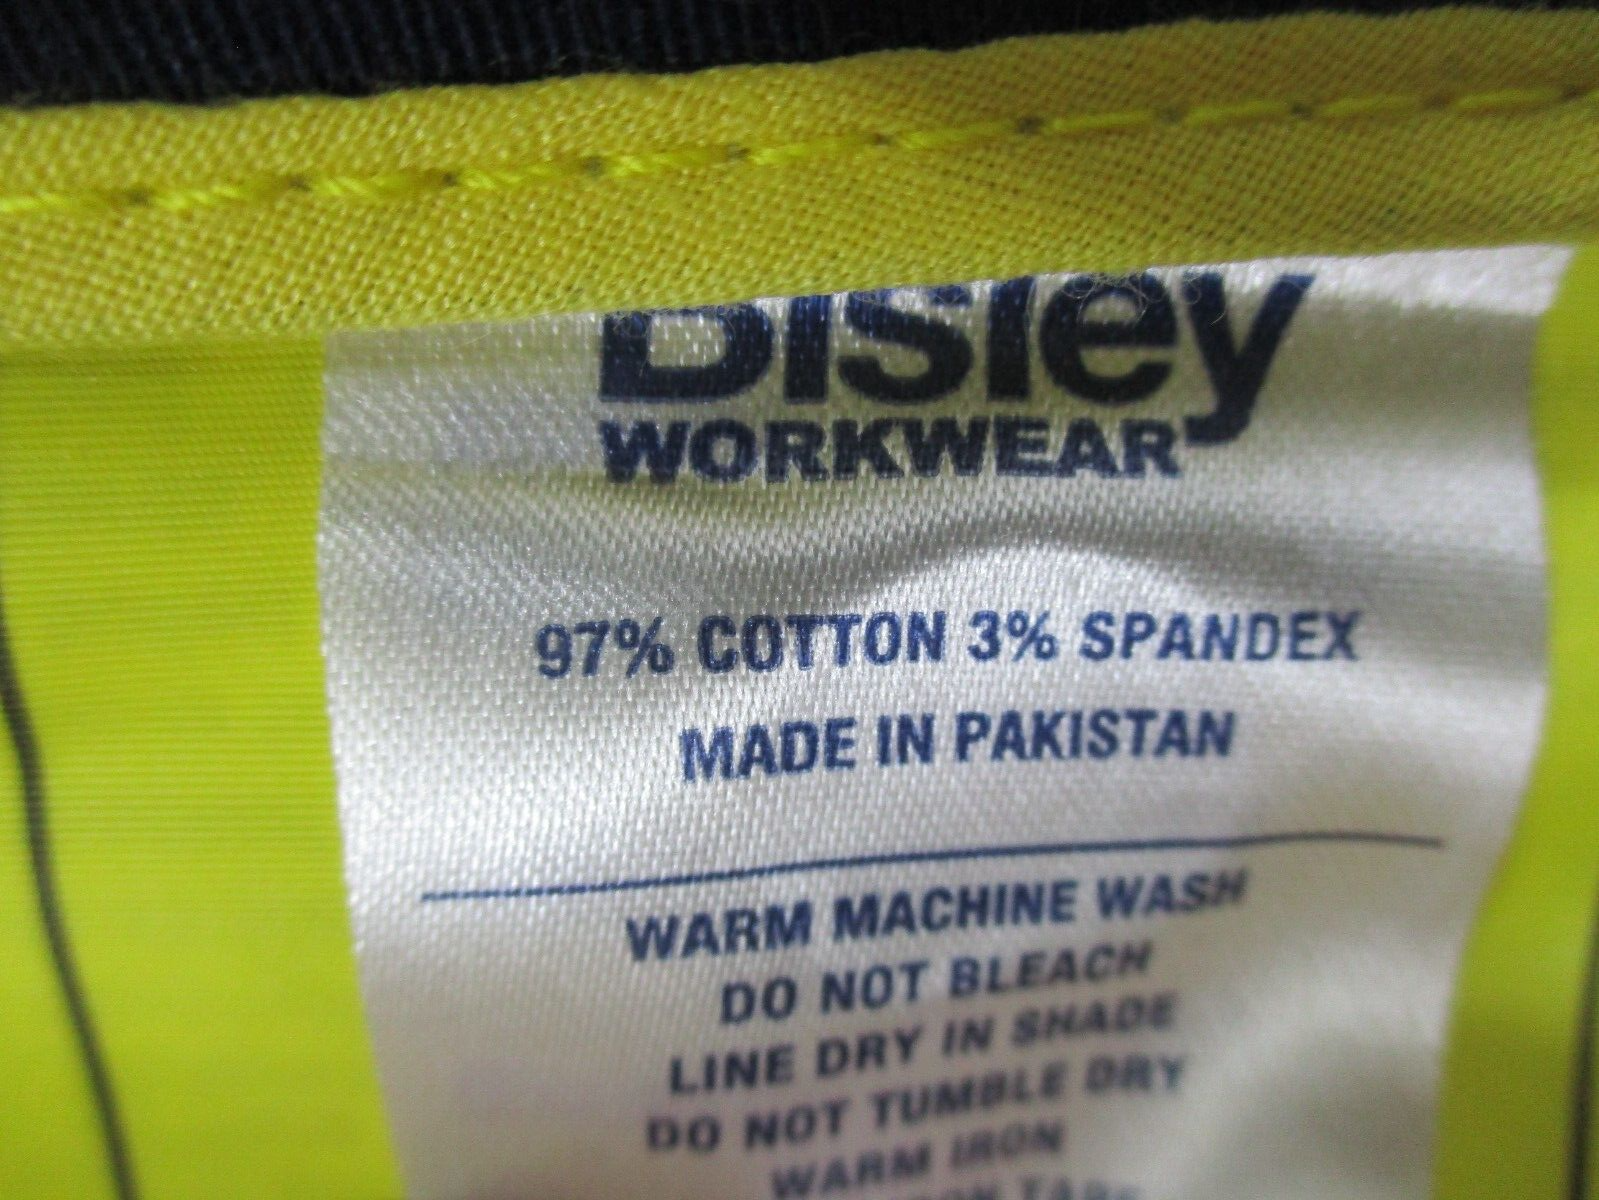 Bisley
WORKWEAR
97% COTTON 3% SPANDEX
MADE IN PAKISTAN
WARM MACHINE WASH
DO NOT BLEACH
LINE DRY IN SHADE
DO NOT TUMBLE DRY
WARM IRON
TAPE